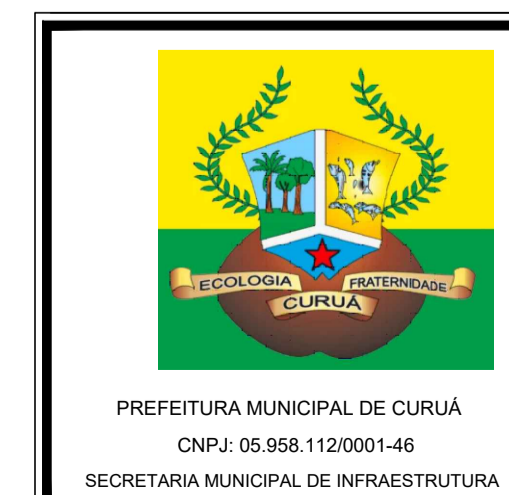 ECOLOGIA
FRATERNIDADE
CURUÁ
PREFEITURA MUNICIPAL DE CURUÁ
CNPJ: 05.958.112/0001-46
SECRETARIA MUNICIPAL DE INFRAESTRUTURA